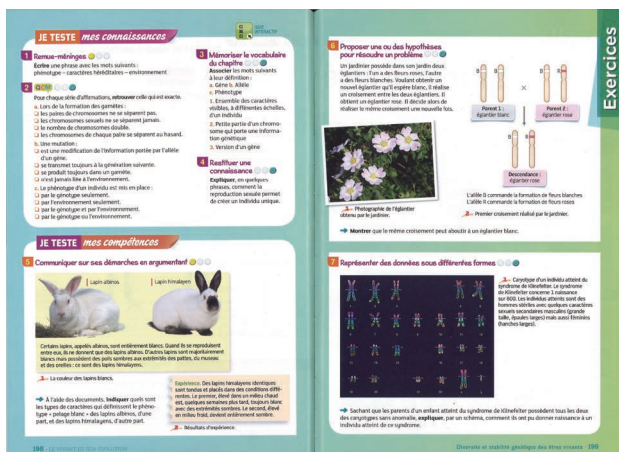 JE TESTE mes connaissances
1 Remue-méninges
Écrire une phrase avec les mots suivants :
phénotype – caractères héréditaires – environnement
2 QCM
Pour chaque série d'affirmations, retrouver celle qui est exacte.
a. Lors de la formation des gamètes :
les paires de chromosomes ne se séparent pas.
les chromosomes sexuels ne se séparent jamais.
le nombre de chromosomes double.
les chromosomes de chaque paire se séparent au hasard.
b. Une mutation :
est une modification de l'information portée par l'allèle
d'un gène.
se transmet toujours à la génération suivante.
se produit toujours dans un gamète.
n'est jamais liée à l'environnement.
c. Le phénotype d'un individu est mis en place :
par le génotype seulement.
par l'environnement seulement.
par le génotype et par l'environnement.
par le génotype ou l'environnement.
3 Mémoriser le vocabulaire
du chapitre
Associer les mots suivants
à leur définition :
a. Gène b. Allèle
c. Phénotype
1. Ensemble des caractères
visibles, à différentes échelles,
d'un individu
2. Petite partie d'un chromo-
some qui porte une informa-
tion génétique
3. Version d'un gène
4 Restituer une
connaissance
Expliquer, en quelques
phrases, comment la
reproduction sexuée permet
de créer un individu unique.
JE TESTE mes compétences
5 Communiquer sur ses démarches en argumentant
Lapin albinos
Lapin himalayen
Certains lapins, appelés albinos, sont entièrement blancs. Quand ils se reproduisent
entre eux, ils ne donnent que des lapins albinos. D'autres lapins sont majoritairement
blancs mais possèdent des poils sombres aux extrémités des pattes, du museau
et des oreilles : ce sont des lapins himalayens.
La couleur des lapins blancs.
À l'aide des documents, indiquer quels sont
les types de caractères qui définissent le phéno-
type « pelage blanc » des lapins albinos, d'une
part, et des lapins himalayens, d'autre part.
Expérience. Des lapins himalayens identiques
sont tondus et placés dans des conditions diffé-
rentes. Le premier, élevé dans un milieu chaud
est, quelques semaines plus tard, toujours blanc
avec des extrémités sombres. Le second, élevé
en milieu froid, devient entièrement sombre.
Résultats d'expérience.
6 Proposer une ou des hypothèses
pour résoudre un problème
Un jardinier possède dans son jardin deux
églantiers : l'un a des fleurs roses, l'autre
a des fleurs blanches. Voulant obtenir un
nouvel églantier qu'il espère blanc, il réalise
un croisement entre les deux églantiers. Il
obtient un églantier rose. Il décide alors de
réaliser le même croisement une nouvelle fois.
Parent 1 :
églantier blanc
Parent 2 :
églantier rose
Descendance :
églantier rose
L'allèle B commande la formation de fleurs blanches
L'allèle R commande la formation de fleurs roses
Photographie de l'églantier
obtenu par le jardinier.
Premier croisement réalisé par le jardinier.
Montrer que le même croisement peut aboutir à un églantier blanc.
7 Représenter des données sous différentes formes
Caryotype d'un individu atteint du
syndrome de Klinefelter. Le syndrome
de Klinefelter concerne 1 naissance
sur 600. Les individus atteints sont des
hommes stériles avec quelques caractères
sexuels secondaires masculins (grande
taille, épaules larges) mais aussi féminins
(hanches larges).
Sachant que les parents d'un enfant atteint du syndrome de Klinefelter possèdent tous les deux
des caryotypes sans anomalie, expliquer, par un schéma, comment ils ont pu donner naissance à un
individu atteint de ce syndrome.
Exercices
Diversité et stabilité génétique des êtres vivants